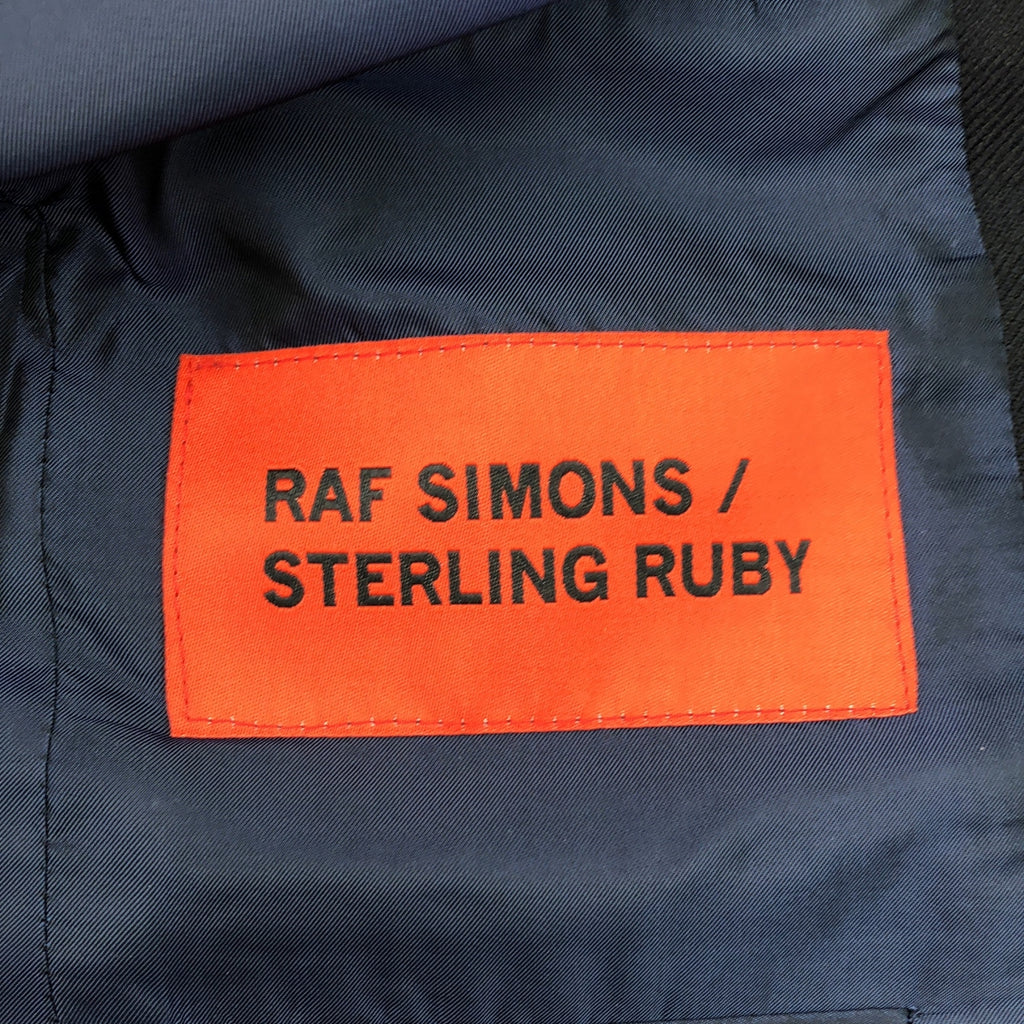 RAF SIMONS /
STERLING RUBY